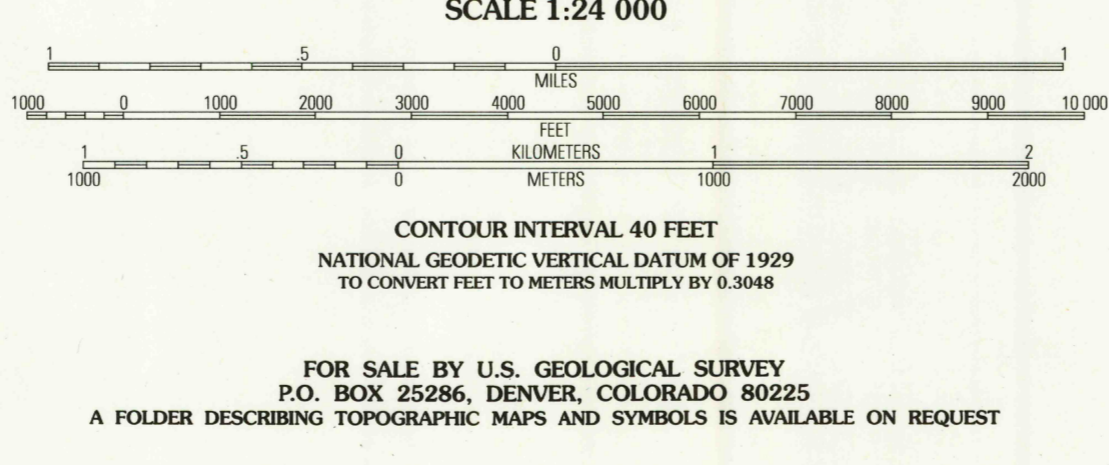 SCALE 1:24 000
1 .5 0 1
MILES
1000 0 1000 2000 3000 4000 5000 6000 7000 8000 9000 10 000
FEET
1 .5 0 KILOMETERS 1 2
1000 0 METERS 1000 2000
CONTOUR INTERVAL 40 FEET
NATIONAL GEODETIC VERTICAL DATUM OF 1929
TO CONVERT FEET TO METERS MULTIPLY BY 0.3048
FOR SALE BY U.S. GEOLOGICAL SURVEY
P.O. BOX 25286, DENVER, COLORADO 80225
A FOLDER DESCRIBING TOPOGRAPHIC MAPS AND SYMBOLS IS AVAILABLE ON REQUEST